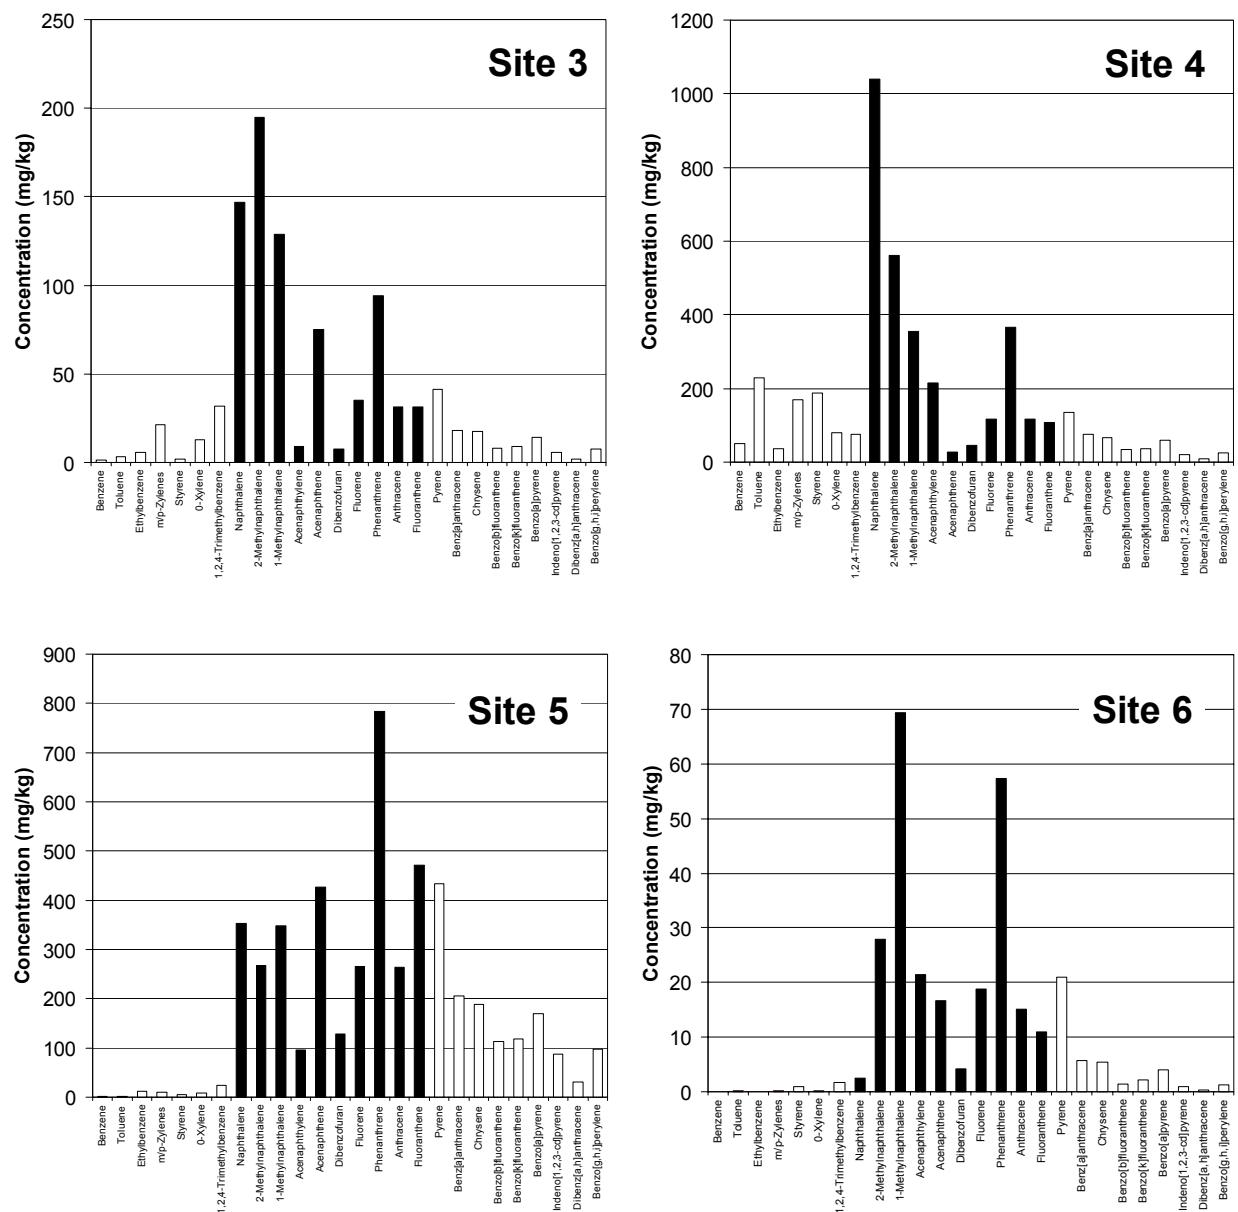 Site 3
Concentration (mg/kg)
250
200
150
100
50
0
Benzene
Toluene
Ethylbenzene
m/p-Zylenes
Styrene
0-Xylene
1,2,4-Trimethylbenzene
Naphthalene
2-Methylnaphthalene
1-Methylnaphthalene
Acenaphthylene
Acenaphthene
Dibenzofuran
Fluorene
Phenanthrene
Anthracene
Fluoranthene
Pyrene
Benz[a]anthracene
Chrysene
Benzo[b]fluoranthene
Benzo[k]fluoranthene
Benzo[a]pyrene
Indeno[1,2,3-cd]pyrene
Dibenz[a,h]anthracene
Benzo[g,h,i]perylene
Site 4
Concentration (mg/kg)
1200
1000
800
600
400
200
0
Benzene
Toluene
Ethylbenzene
m/p-Zylenes
Styrene
0-Xylene
1,2,4-Trimethylbenzene
Naphthalene
2-Methylnaphthalene
1-Methylnaphthalene
Acenaphthylene
Acenaphthene
Dibenzofuran
Fluorene
Phenanthrene
Anthracene
Fluoranthene
Pyrene
Benz[a]anthracene
Chrysene
Benzo[b]fluoranthene
Benzo[k]fluoranthene
Benzo[a]pyrene
Indeno[1,2,3-cd]pyrene
Dibenz[a,h]anthracene
Benzo[g,h,i]perylene
Site 5
Concentration (mg/kg)
900
800
700
600
500
400
300
200
100
0
Benzene
Toluene
Ethylbenzene
m/p-Zylenes
Styrene
0-Xylene
1,2,4-Trimethylbenzene
Naphthalene
2-Methylnaphthalene
1-Methylnaphthalene
Acenaphthylene
Acenaphthene
Dibenzofuran
Fluorene
Phenanthrene
Anthracene
Fluoranthene
Pyrene
Benz[a]anthracene
Chrysene
Benzo[b]fluoranthene
Benzo[k]fluoranthene
Benzo[a]pyrene
Indeno[1,2,3-cd]pyrene
Dibenz[a,h]anthracene
Benzo[g,h,i]perylene
Site 6
Concentration (mg/kg)
80
70
60
50
40
30
20
10
0
Benzene
Toluene
Ethylbenzene
m/p-Zylenes
Styrene
0-Xylene
1,2,4-Trimethylbenzene
Naphthalene
2-Methylnaphthalene
1-Methylnaphthalene
Acenaphthylene
Acenaphthene
Dibenzofuran
Fluorene
Phenanthrene
Anthracene
Fluoranthene
Pyrene
Benz[a]anthracene
Chrysene
Benzo[b]fluoranthene
Benzo[k]fluoranthene
Benzo[a]pyrene
Indeno[1,2,3-cd]pyrene
Dibenz[a,h]anthracene
Benzo[g,h,i]perylene